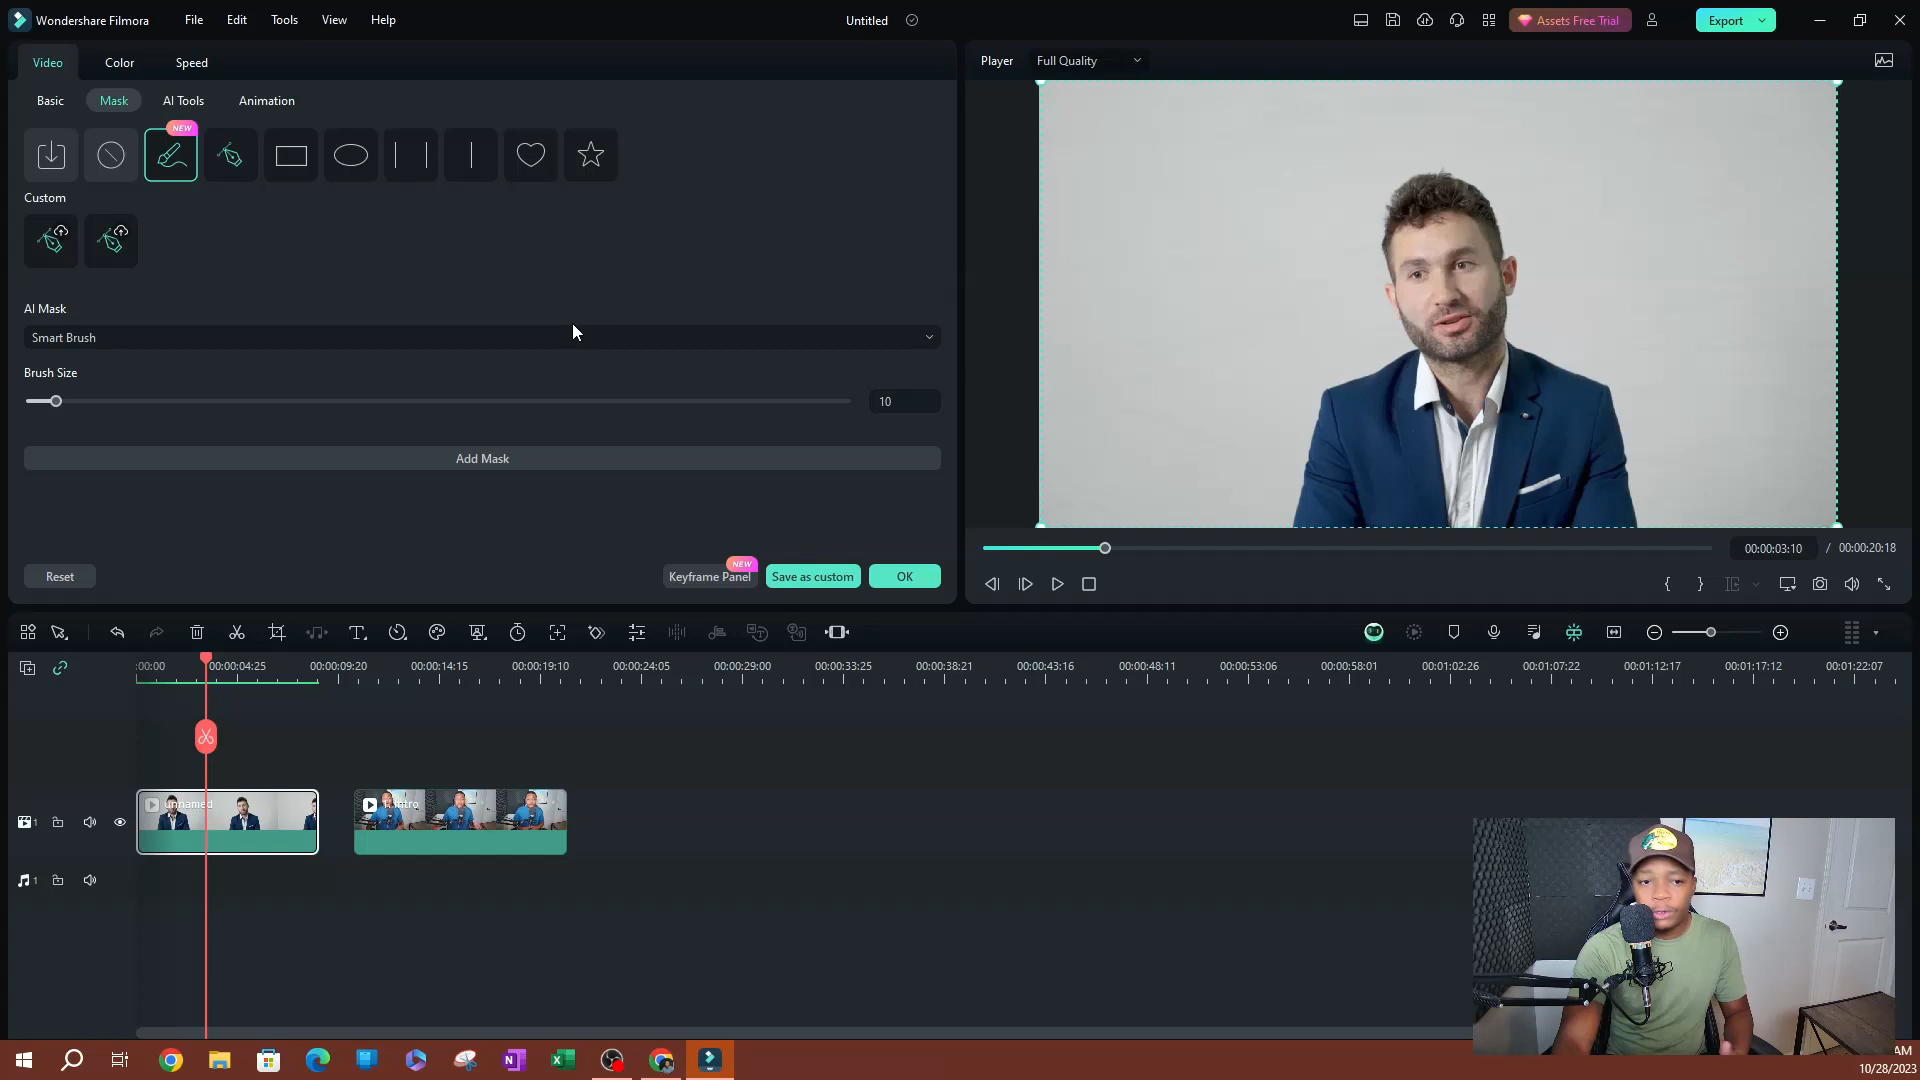 Wondershare Filmora File Edit Tools View Help Untitled Assets Free Trial Export
Video Color Speed
Player Full Quality
Basic Mask AI Tools Animation
NEW
Custom
AI Mask
Smart Brush
Brush Size
10
Add Mask
NEW
Reset Keyframe Panel Save as custom OK
00:00:03:10 / 00:00:20:18
:00:00 00:00:04:25 00:00:09:20 00:00:14:15 00:00:19:10 00:00:24:05 00:00:29:00 00:00:33:25 00:00:38:21 00:00:43:16 00:00:48:11 00:00:53:06 00:00:58:01 00:01:02:26 00:01:07:22 00:01:12:17 00:01:17:12 00:01:22:07
unnamed
intro
1
1
AM
10/28/2023